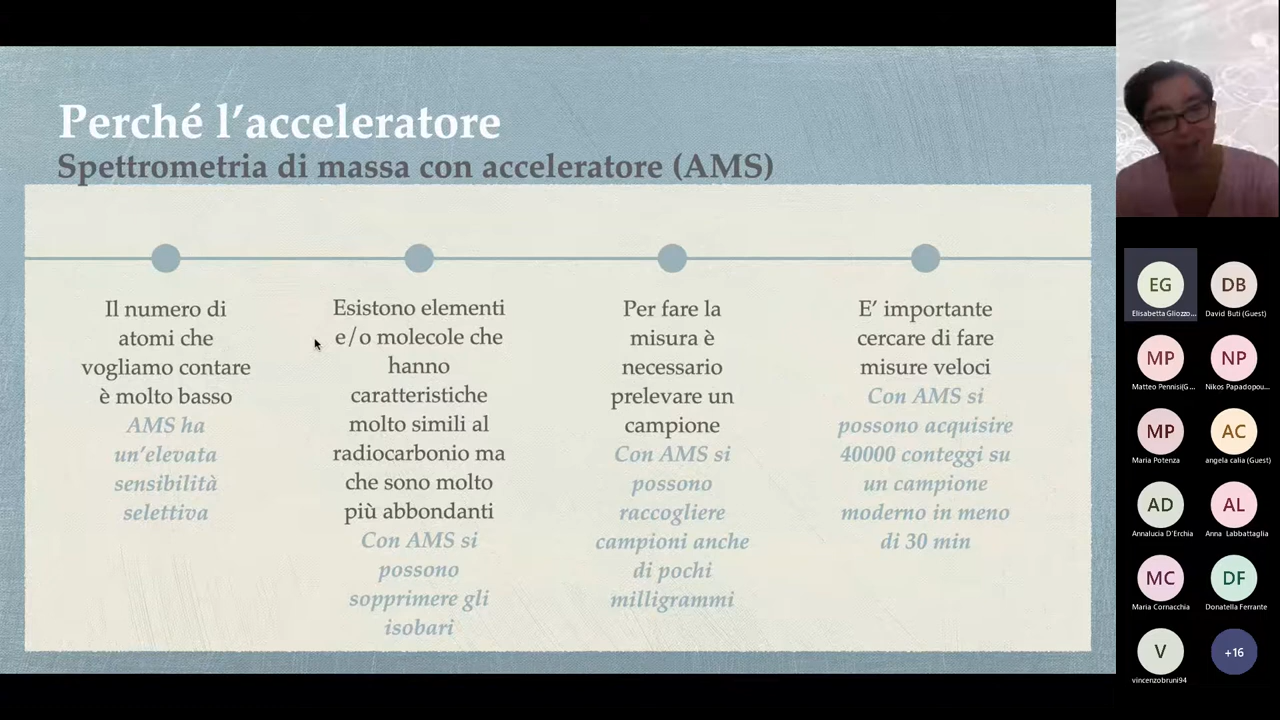 Perché l'acceleratore
Spettrometria di massa con acceleratore (AMS)
Il numero di
atomi che
vogliamo contare
è molto basso
AMS ha
un'elevata
sensibilità
selettiva
Esistono elementi
e/o molecole che
hanno
caratteristiche
molto simili al
radiocarbonio ma
che sono molto
più abbondanti
Con AMS si
possono
sopprimere gli
isobari
Per fare la
misura è
necessario
prelevare un
campione
Con AMS si
possono
raccogliere
campioni anche
di pochi
milligrammi
E' importante
cercare di fare
misure veloci
Con AMS si
possono acquisire
40000 conteggi su
un campione
moderno in meno
di 30 min
EG
Elisabetta Gliozzo...
DB
David Buti (Guest)
MP
Matteo Pennisi(G...
NP
Nikos Papadopou...
MP
Maria Potenza
AC
angela calia (Guest)
AD
Annalucia D'Erchia
AL
Anna Labbattaglia
MC
Maria Cornacchia
DF
Donatella Ferrante
V
vincenzobruni94
+16